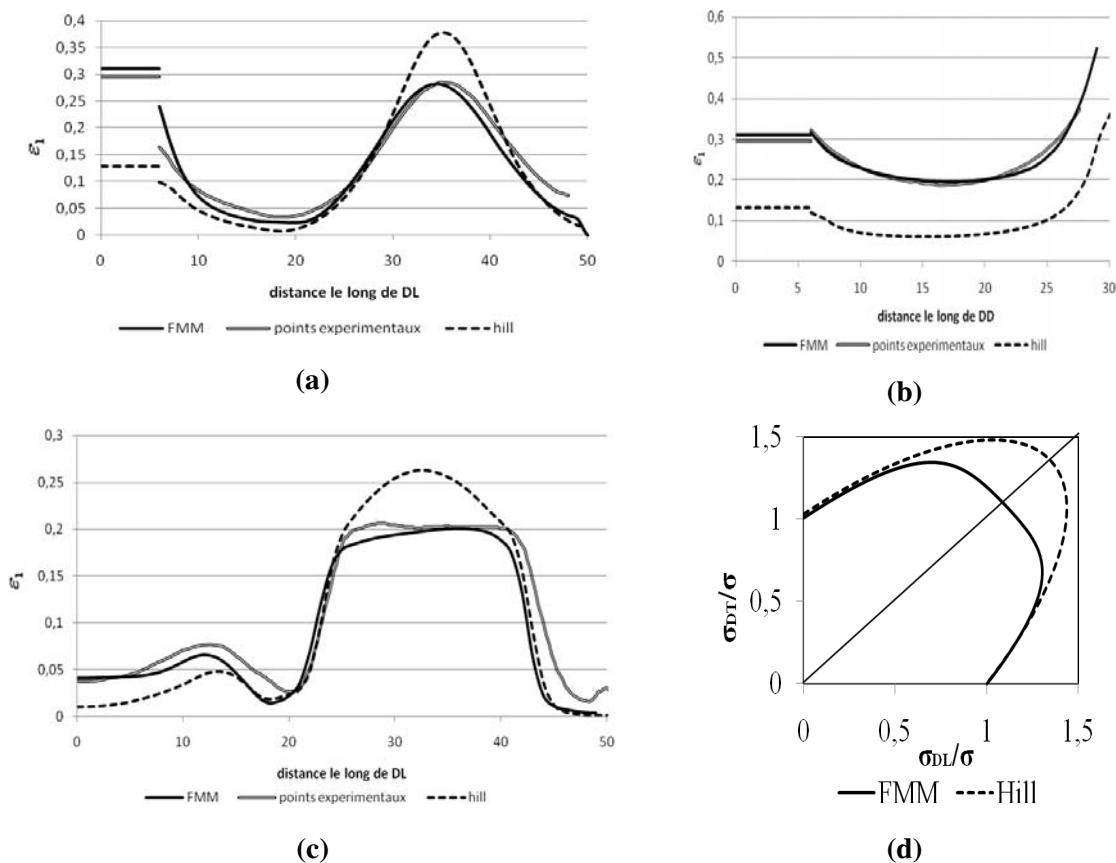 0,4
0,35
0,3
0,25
0,2
0,15
0,1
0,05
0
ε₁
0 10 20 30 40 50
distance le long de DL
FMM points experimentaux hill
(a)
0,6
0,5
0,4
0,3
0,2
0,1
0
ε₁
0 5 10 15 20 25 30
distance le long de DD
FMM points experimentaux hill
(b)
0,3
0,25
0,2
0,15
0,1
0,05
0
ε₁
0 10 20 30 40 50
distance le long de DL
FMM points experimentaux hill
(c)
1,5
1
0,5
0
σDT/σ
0 0,5 1 1,5
σDL/σ
FMM Hill
(d)